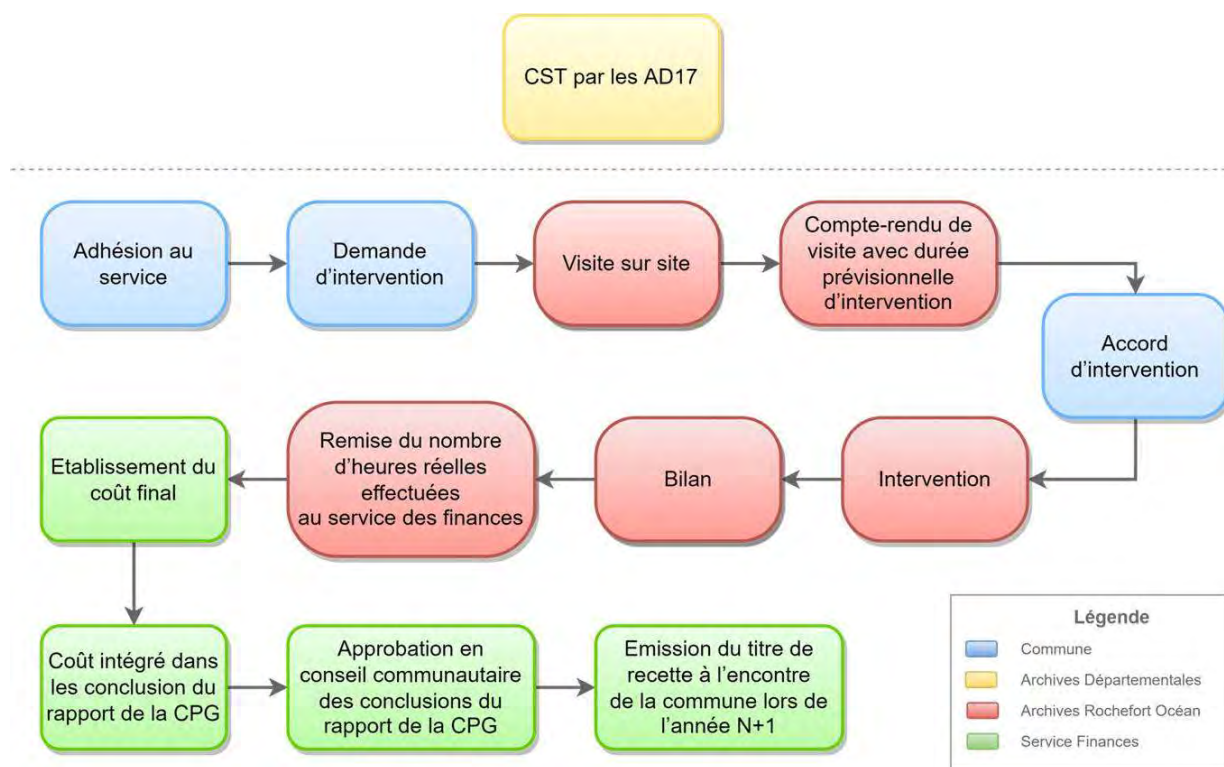 CST par les AD17
Adhésion au
service
Demande
d'intervention
Visite sur site
Compte-rendu de
visite avec durée
prévisionnelle
d'intervention
Accord
d'intervention
Intervention
Bilan
Remise du nombre
d'heures réelles
effectuées
au service des finances
Etablissement du
coût final
Coût intégré dans
les conclusion du
rapport de la CPG
Approbation en
conseil communautaire
des conclusions du
rapport de la CPG
Emission du titre de
recette à l'encontre
de la commune lors de
l'année N+1
Légende
Commune
Archives Départementales
Archives Rochefort Océan
Service Finances